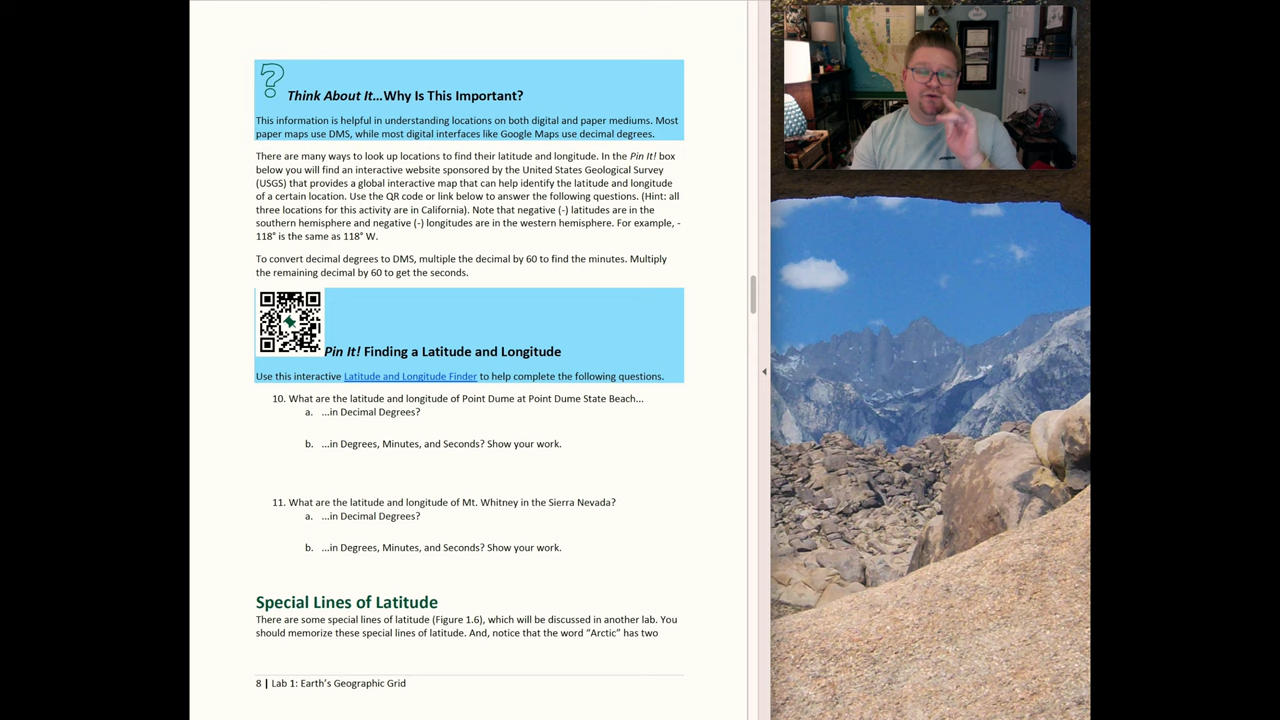 Think About It…Why Is This Important?
This information is helpful in understanding locations on both digital and paper mediums. Most
paper maps use DMS, while most digital interfaces like Google Maps use decimal degrees.
There are many ways to look up locations to find their latitude and longitude. In the Pin It! box
below you will find an interactive website sponsored by the United States Geological Survey
(USGS) that provides a global interactive map that can help identify the latitude and longitude
of a certain location. Use the QR code or link below to answer the following questions. (Hint: all
three locations for this activity are in California). Note that negative (-) latitudes are in the
southern hemisphere and negative (-) longitudes are in the western hemisphere. For example, -
118° is the same as 118° W.
To convert decimal degrees to DMS, multiply the decimal by 60 to find the minutes. Multiply
the remaining decimal by 60 to get the seconds.
Pin It! Finding a Latitude and Longitude
Use this interactive Latitude and Longitude Finder to help complete the following questions.
10. What are the latitude and longitude of Point Dume at Point Dume State Beach...
a. ...in Decimal Degrees?
b. ...in Degrees, Minutes, and Seconds? Show your work.
11. What are the latitude and longitude of Mt. Whitney in the Sierra Nevada?
a. ...in Decimal Degrees?
b. ...in Degrees, Minutes, and Seconds? Show your work.
Special Lines of Latitude
There are some special lines of latitude (Figure 1.6), which will be discussed in another lab. You
should memorize these special lines of latitude. And, notice that the word “Arctic” has two
8 | Lab 1: Earth’s Geographic Grid